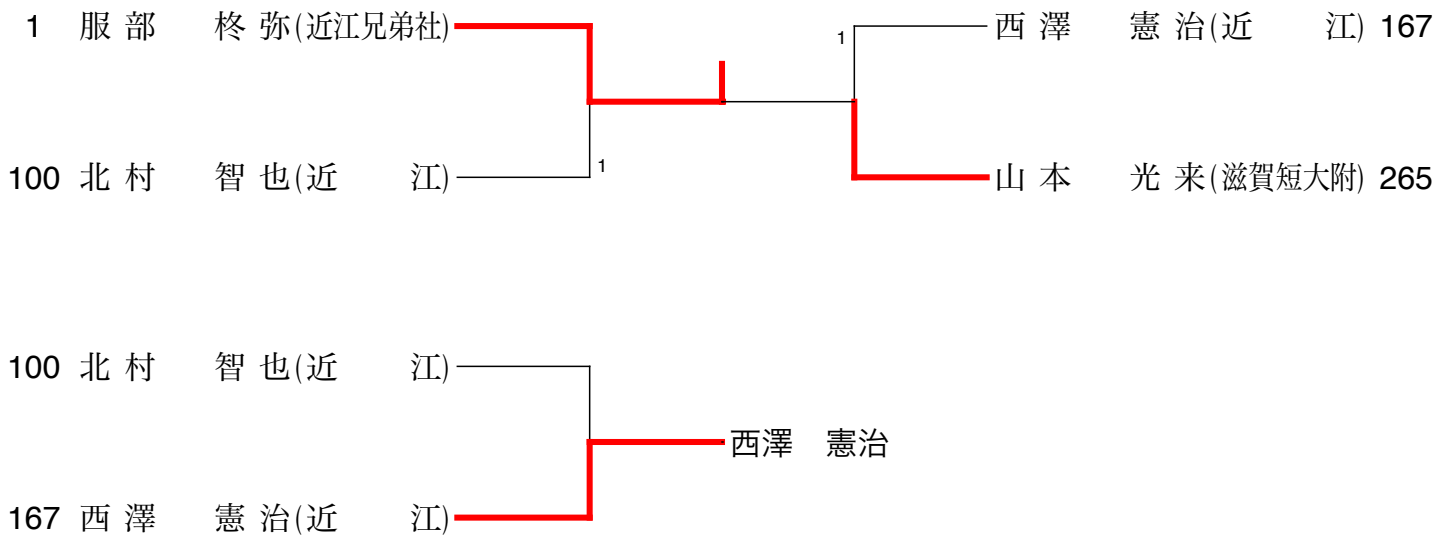 1 服部 柊弥(近江兄弟社)
1
西澤 憲治(近 江) 167
100 北村 智也(近 江)
1
山本 光来(滋賀短大附) 265
100 北村 智也(近 江)
西澤 憲治
167 西澤 憲治(近 江)